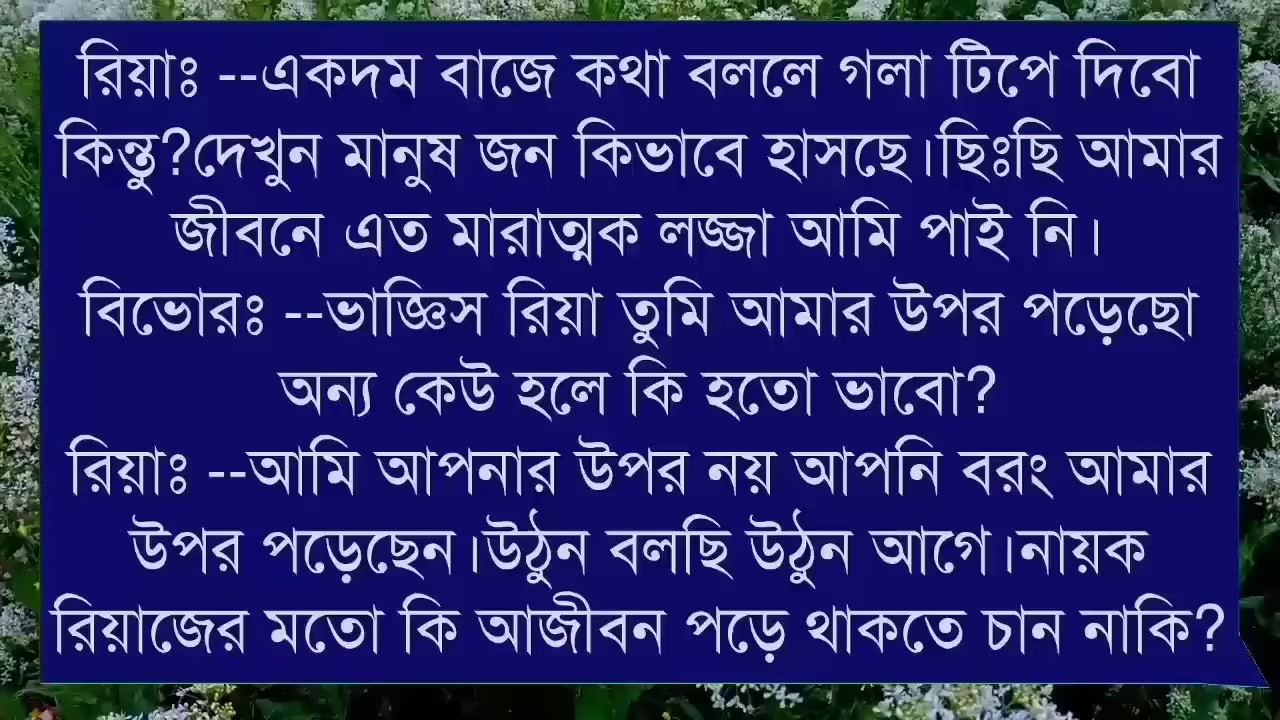 রিয়াঃ --একদম বাজে কথা বললে গলা টিপে দিবো
কিন্তু?দেখুন মানুষ জন কিভাবে হাসছে।ছিঃছি আমার
জীবনে এত মারাত্মক লজ্জা আমি পাই নি।
বিভোরঃ --ভাজ্ঞিস রিয়া তুমি আমার উপর পড়েছো
অন্য কেউ হলে কি হতো ভাবো?
রিয়াঃ --আমি আপনার উপর নয় আপনি বরং আমার
উপর পড়েছেন।উঠুন বলছি উঠুন আগে।নায়ক
রিয়াজের মতো কি আজীবন পড়ে থাকতে চান নাকি?